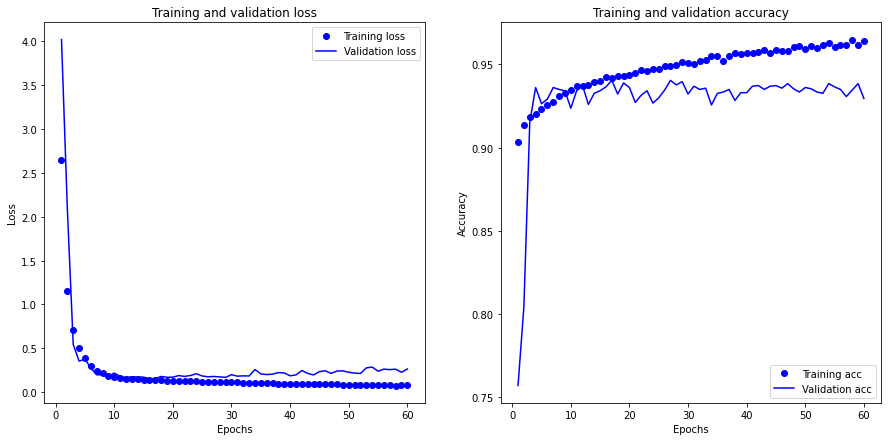 Training and validation loss
Training loss
Validation loss
4.0
3.5
3.0
2.5
2.0
1.5
1.0
0.5
0.0
Loss
0
10
20
30
40
50
60
Epochs
Training and validation accuracy
0.95
0.90
0.85
0.80
0.75
Accuracy
Training acc
Validation acc
0
10
20
30
40
50
60
Epochs